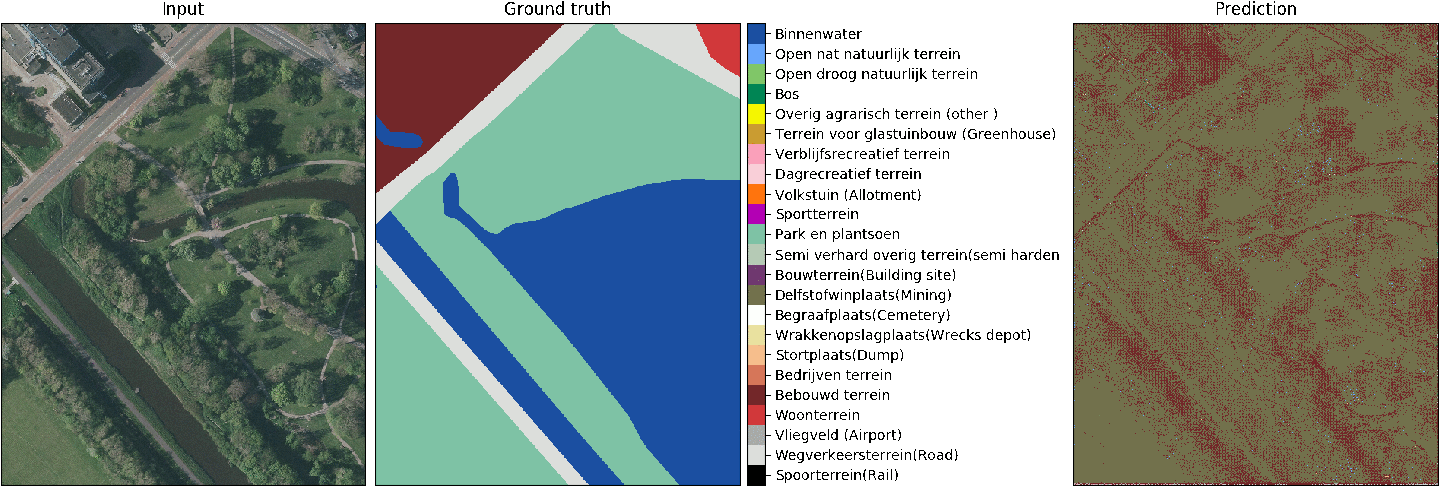 Input
Ground truth
Prediction
Binnenwater
Open nat natuurlijk terrein
Open droog natuurlijk terrein
Bos
Overig agrarisch terrein (other )
Terrein voor glastuinbouw (Greenhouse)
Verblijfsrecreatief terrein
Dagrecreatief terrein
Volkstuin (Allotment)
Sportterrein
Park en plantsoen
Semi verhard overig terrein(semi harden
Bouwterrein(Building site)
Delfstofwinplaats(Mining)
Begraafplaats(Cemetery)
Wrakkenopslagplaats(Wrecks depot)
Stortplaats(Dump)
Bedrijven terrein
Bebouwd terrein
Woonterrein
Vliegveld (Airport)
Wegverkeersterrein(Road)
Spoorterrein(Rail)